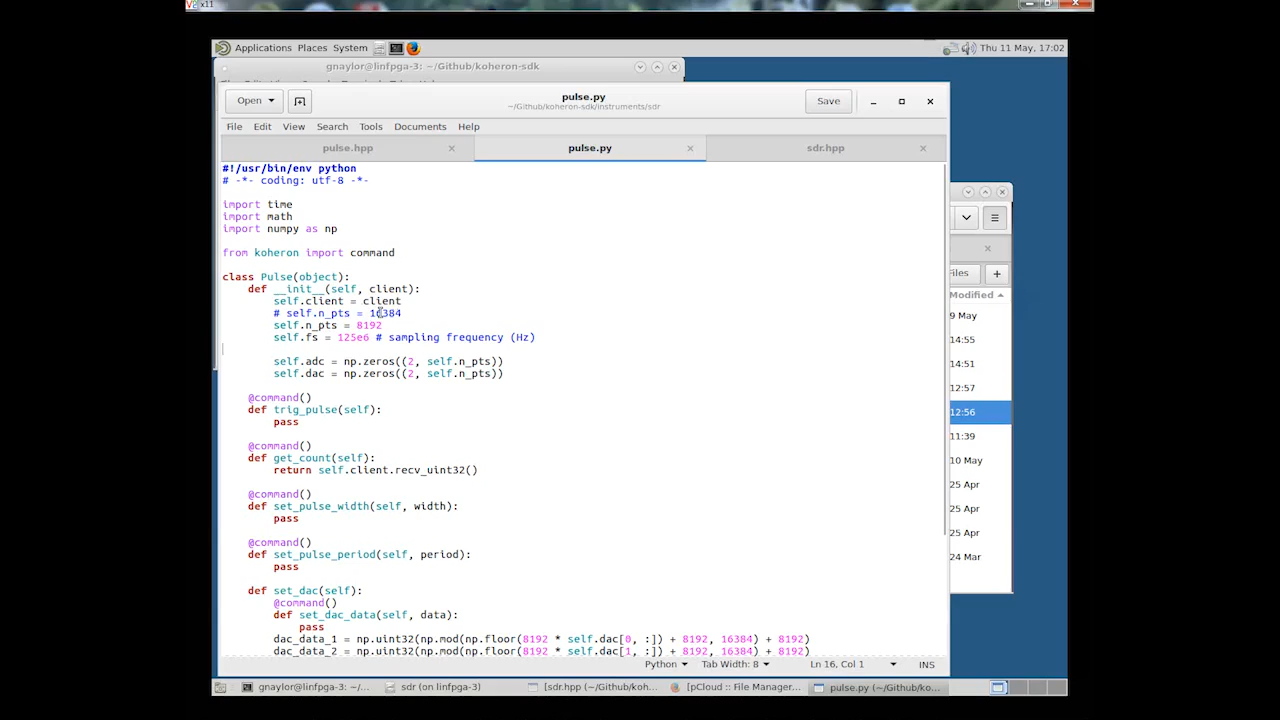 x11
Applications Places System
Thu 11 May, 17:02
gnaylor@linfpga-3: ~/Github/koheron-sdk
Open
pulse.py
~/Github/koheron-sdk/instruments/sdr
Save
File Edit View Search Tools Documents Help
pulse.hpp
pulse.py
sdr.hpp
#!/usr/bin/env python
# -*- coding: utf-8 -*-
import time
import math
import numpy as np
from koheron import command
class Pulse(object):
def __init__(self, client):
self.client = client
# self.n_pts = 16384
self.n_pts = 8192
self.fs = 125e6 # sampling frequency (Hz)
self.adc = np.zeros((2, self.n_pts))
self.dac = np.zeros((2, self.n_pts))
@command()
def trig_pulse(self):
pass
@command()
def get_count(self):
return self.client.recv_uint32()
@command()
def set_pulse_width(self, width):
pass
@command()
def set_pulse_period(self, period):
pass
def set_dac(self):
@command()
def set_dac_data(self, data):
pass
dac_data_1 = np.uint32(np.mod(np.floor(8192 * self.dac[0, :]) + 8192, 16384) + 8192)
dac_data_2 = np.uint32(np.mod(np.floor(8192 * self.dac[1, :]) + 8192, 16384) + 8192)
Python
Tab Width: 8
Ln 16, Col 1
INS
Files
Modified
9 May
14:55
14:51
12:57
12:56
11:39
10 May
25 Apr
25 Apr
25 Apr
24 Mar
gnaylor@linfpga-3: ~/...
sdr (on linfpga-3)
[sdr.hpp (~/Github/ko...
[pCloud :: File Manager...
pulse.py (~/Github/ko...